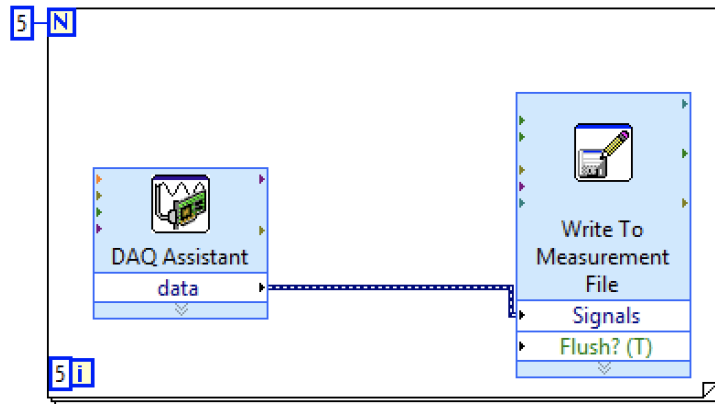 5 N
DAQ Assistant
data
Write To
Measurement
File
Signals
Flush? (T)
5 i